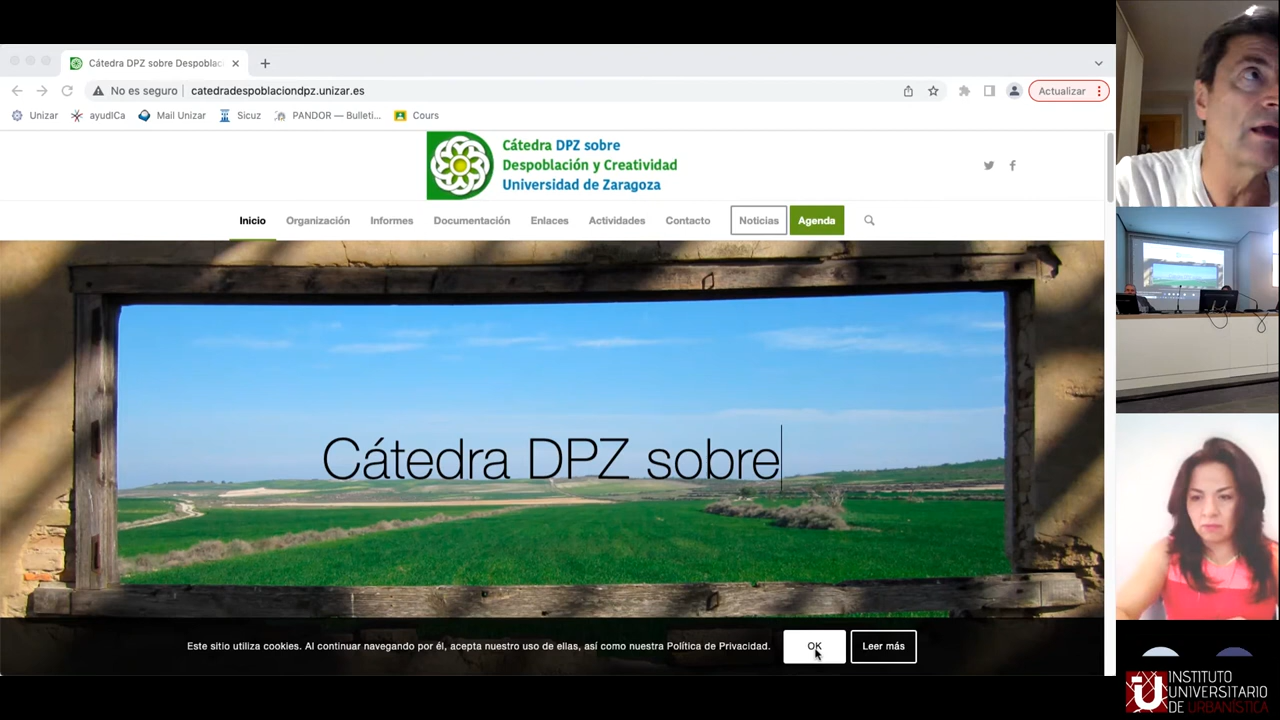 Cátedra DPZ sobre Despoblaci
No es seguro
catedradespoblaciondpz.unizar.es
Actualizar
Unizar
ayudICa
Mail Unizar
Sicuz
PANDOR — Bulleti...
Cours
Cátedra DPZ sobre
Despoblación y Creatividad
Universidad de Zaragoza
Inicio
Organización
Informes
Documentación
Enlaces
Actividades
Contacto
Noticias
Agenda
Cátedra DPZ sobre
Este sitio utiliza cookies. Al continuar navegando por él, acepta nuestro uso de ellas, así como nuestra Política de Privacidad.
OK
Leer más
INSTITUTO
UNIVERSITARIO
DE URBANÍSTICA